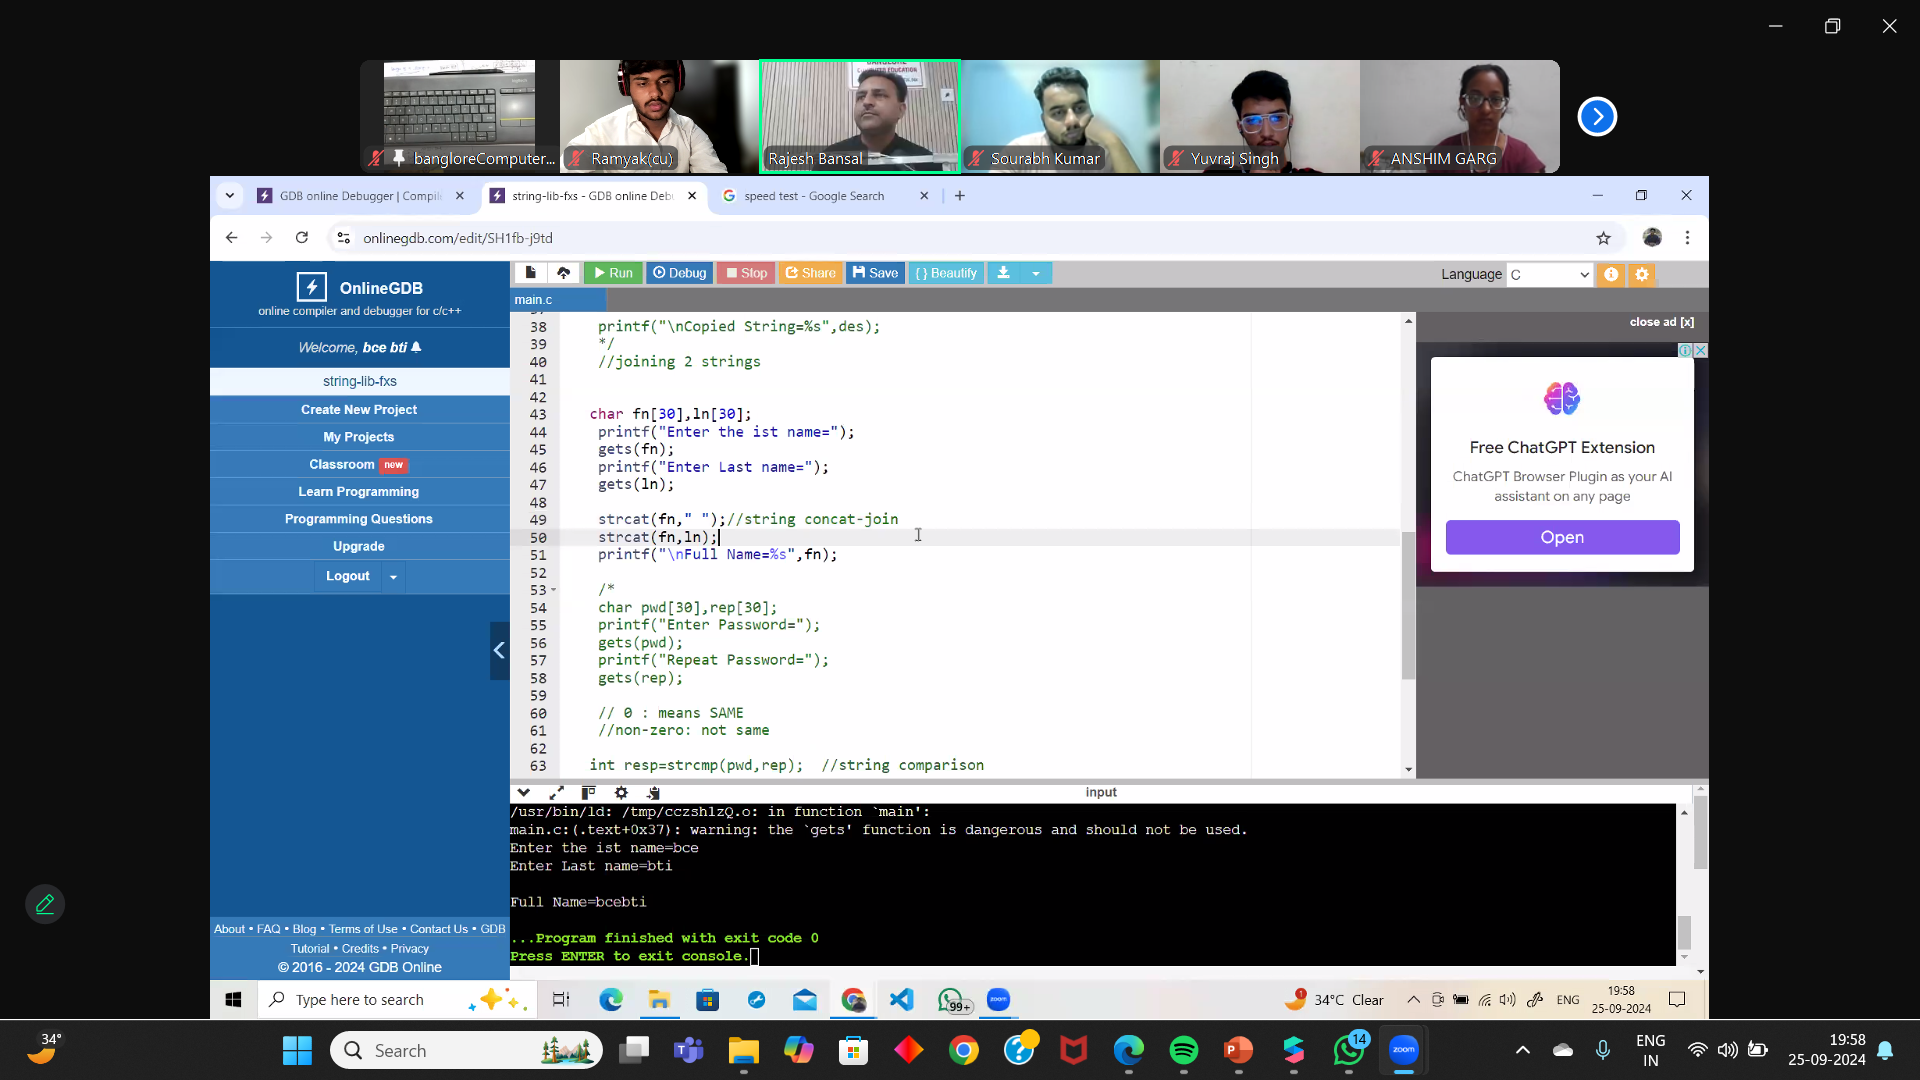 bangloreComputer...
Ramyak(cu)
Rajesh Bansal
Sourabh Kumar
Yuvraj Singh
ANSHIM GARG
GDB online Debugger | Compil
string-lib-fxs - GDB online Deb
speed test - Google Search
onlinegdb.com/edit/SH1fb-j9td
OnlineGDB
online compiler and debugger for c/c++
Welcome, bce bti
string-lib-fxs
Create New Project
My Projects
Classroom new
Learn Programming
Programming Questions
Upgrade
Logout
About • FAQ • Blog • Terms of Use • Contact Us • GDB
Tutorial • Credits • Privacy
© 2016 - 2024 GDB Online
Run
Debug
Stop
Share
Save
{ } Beautify
Language C
main.c
38 printf("\nCopied String=%s",des);
39 */
40 //joining 2 strings
41
42
43 char fn[30],ln[30];
44 printf("Enter the ist name=");
45 gets(fn);
46 printf("Enter Last name=");
47 gets(ln);
48
49 strcat(fn," ");//string concat-join
50 strcat(fn,ln);
51 printf("\nFull Name=%s",fn);
52
53 /*
54 char pwd[30],rep[30];
55 printf("Enter Password=");
56 gets(pwd);
57 printf("Repeat Password=");
58 gets(rep);
59
60 // 0 : means SAME
61 //non-zero: not same
62
63 int resp=strcmp(pwd,rep); //string comparison
close ad [x]
Free ChatGPT Extension
ChatGPT Browser Plugin as your AI
assistant on any page
Open
input
/usr/bin/ld: /tmp/cczshlzQ.o: in function `main':
main.c:(.text+0x37): warning: the `gets' function is dangerous and should not be used.
Enter the ist name=bce
Enter Last name=bti
Full Name=bcebti
...Program finished with exit code 0
Press ENTER to exit console.
Type here to search
99+
zoom
34°C Clear
ENG
19:58
25-09-2024
34°
Search
14
zoom
ENG
IN
19:58
25-09-2024